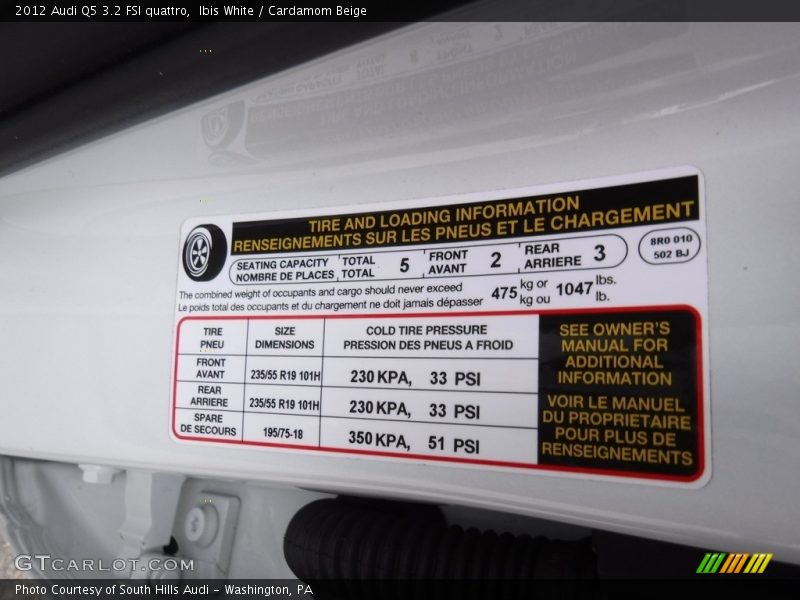 2012 Audi Q5 3.2 FSI quattro, Ibis White / Cardamom Beige
TIRE AND LOADING INFORMATION
RENSEIGNEMENTS SUR LES PNEUS ET LE CHARGEMENT
SEATING CAPACITY TOTAL 5 FRONT 2 REAR 3
NOMBRE DE PLACES TOTAL AVANT ARRIERE
8R0 010
502 BJ
The combined weight of occupants and cargo should never exceed 475 kg or 1047 lbs.
Le poids total des occupants et du chargement ne doit jamais dépasser kg ou lb.
TIRE SIZE COLD TIRE PRESSURE
PNEU DIMENSIONS PRESSION DES PNEUS A FROID
FRONT
AVANT 235/55 R19 101H 230 KPA, 33 PSI
REAR
ARRIERE 235/55 R19 101H 230 KPA, 33 PSI
SPARE
DE SECOURS 195/75-18 350 KPA, 51 PSI
SEE OWNER'S
MANUAL FOR
ADDITIONAL
INFORMATION
VOIR LE MANUEL
DU PROPRIETAIRE
POUR PLUS DE
RENSEIGNEMENTS
GTCARLOT.COM
Photo Courtesy of South Hills Audi - Washington, PA